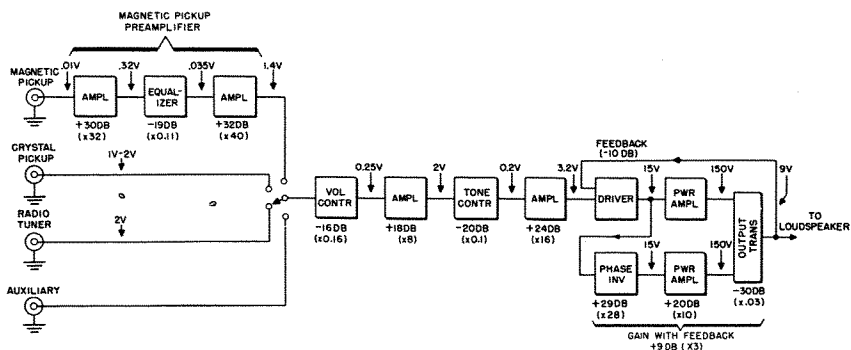 MAGNETIC PICKUP
PREAMPLIFIER
MAGNETIC
PICKUP
.01V
.32V
.035V
1.4V
AMPL
EQUAL-
IZER
AMPL
+30DB
(x32)
-19DB
(x0.11)
+32DB
(x40)
CRYSTAL
PICKUP
1V-2V
RADIO
TUNER
2V
AUXILIARY
VOL
CONTR
-16DB
(x0.16)
0.25V
AMPL
+18DB
(x8)
2V
TONE
CONTR
-20DB
(x0.1)
0.2V
AMPL
+24DB
(x16)
3.2V
FEEDBACK
(-10 DB)
DRIVER
15V
PWR
AMPL
150V
9V
TO
LOUDSPEAKER
OUTPUT
TRANS
PHASE
INV
15V
PWR
AMPL
150V
+29DB
(x28)
+20DB
(x10)
-30DB
(x.03)
GAIN WITH FEEDBACK
+9 DB (X3)